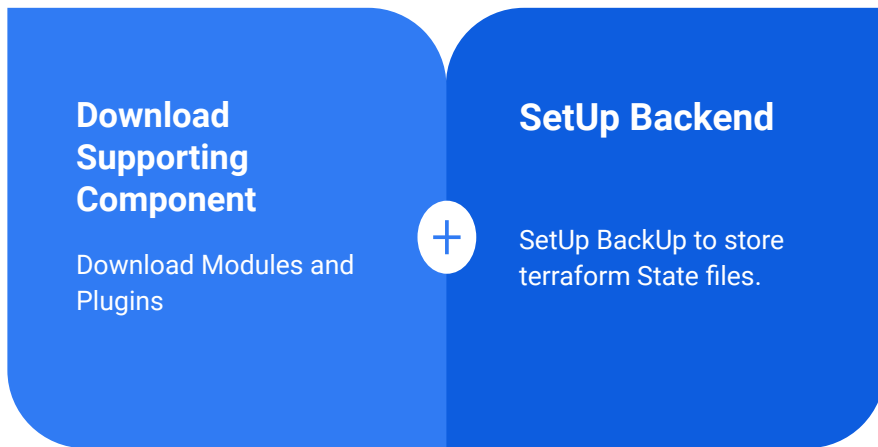 Download
Supporting
Component
Download Modules and
Plugins
SetUp Backend
SetUp BackUp to store
terraform State files.